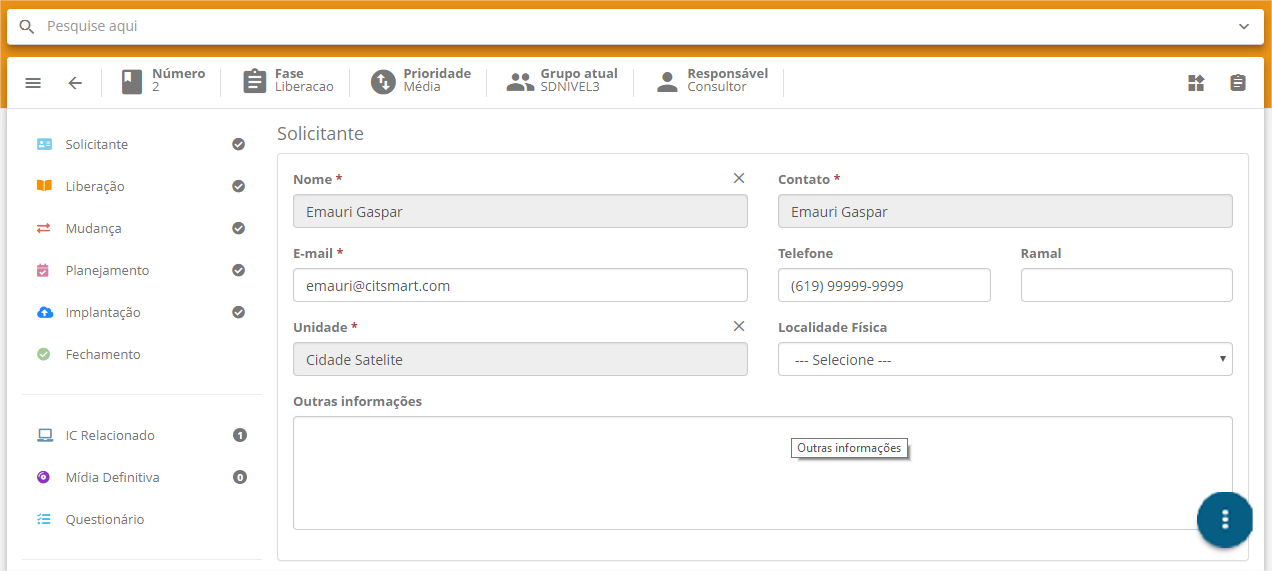 Pesquise aqui
Número
2
Fase
Liberacao
Prioridade
Média
Grupo atual
SDNIVEL3
Responsável
Consultor
Solicitante
Liberação
Mudança
Planejamento
Implantação
Fechamento
IC Relacionado 1
Mídia Definitiva 0
Questionário
Solicitante
Nome *
Emauri Gaspar
Contato *
Emauri Gaspar
E-mail *
emauri@citsmart.com
Telefone
(619) 99999-9999
Ramal
Unidade *
Cidade Satelite
Localidade Física
--- Selecione ---
Outras informações
Outras informações